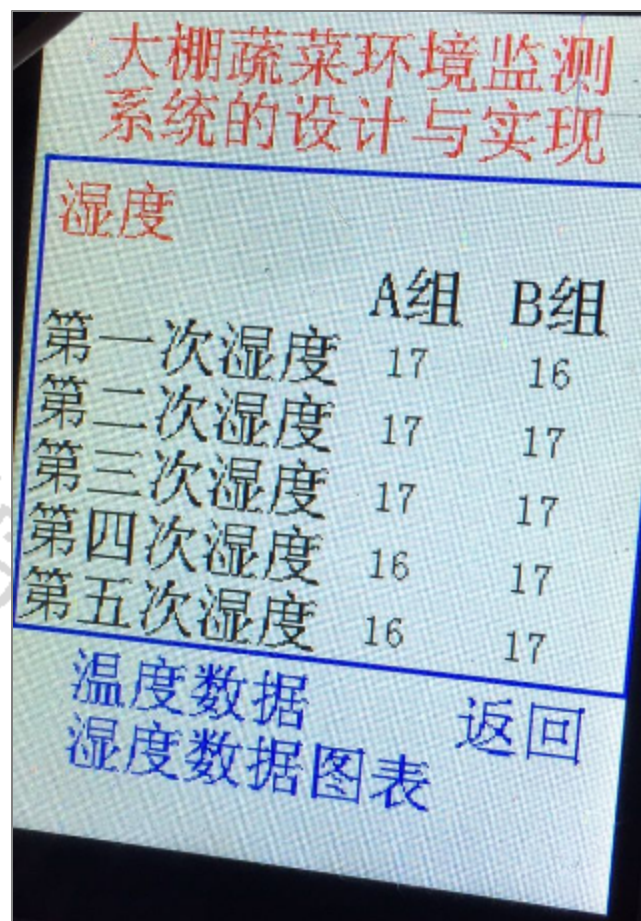 大棚蔬菜环境监测
系统的设计与实现
湿度
A组 B组
第一次湿度 17 16
第二次湿度 17 17
第三次湿度 17 17
第四次湿度 16 17
第五次湿度 16 17
温度数据 返回
湿度数据图表